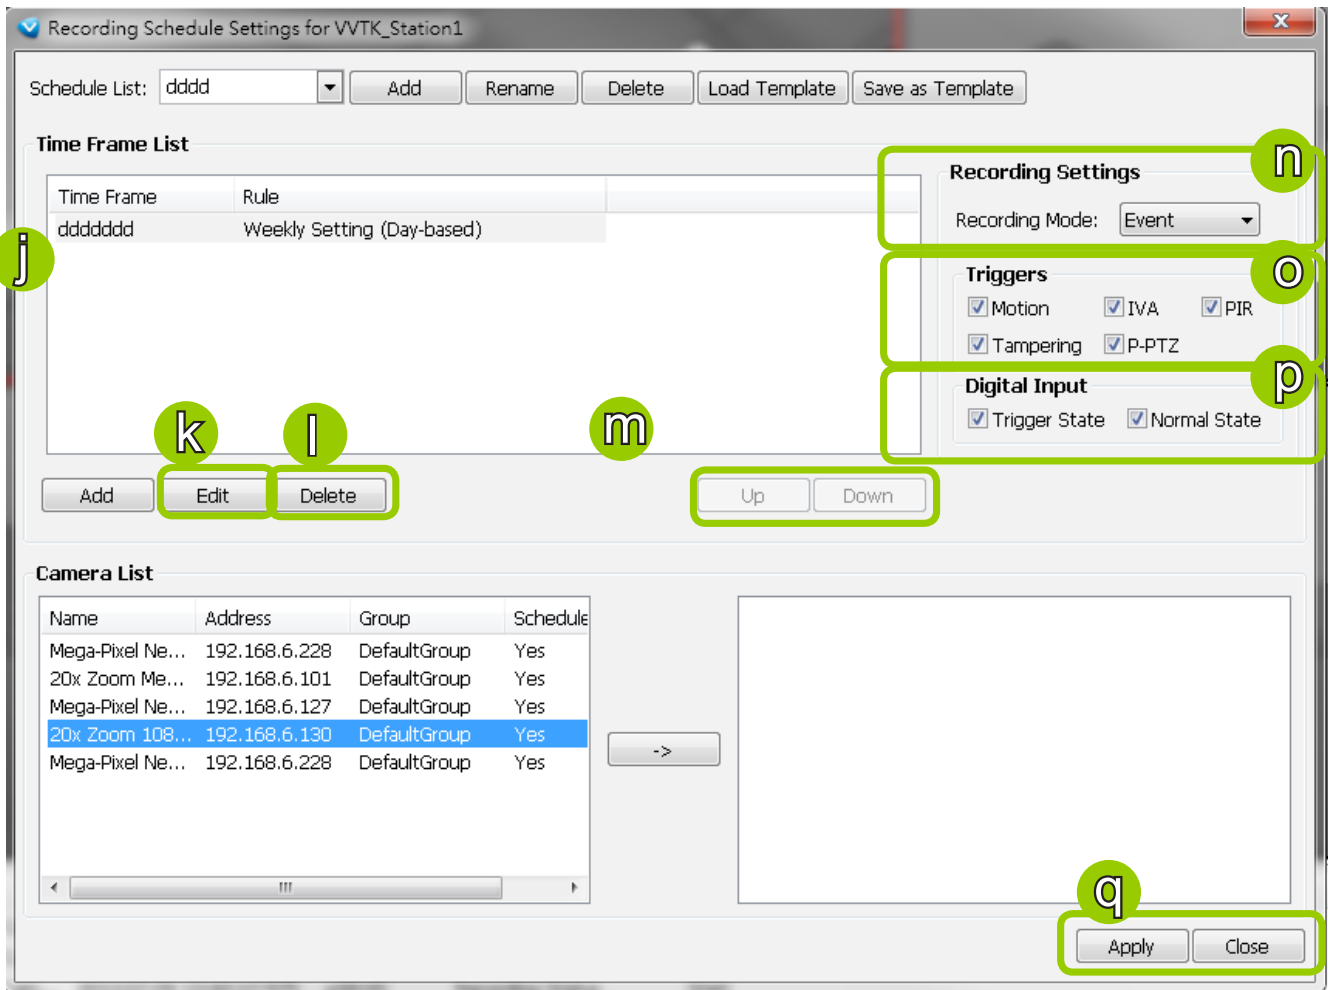 Recording Schedule Settings for VVTK_Station1
x
Schedule List: dddd Add Rename Delete Load Template Save as Template
Time Frame List
n
Recording Settings
Time Frame Rule
Recording Mode: Event
ddddddd Weekly Setting (Day-based)
j
o
Triggers
Motion IVA PIR
Tampering P-PTZ
p
Digital Input
Trigger State Normal State
k l m
Add Edit Delete Up Down
Camera List
Name Address Group Schedule
Mega-Pixel Ne... 192.168.6.228 DefaultGroup Yes
20x Zoom Me... 192.168.6.101 DefaultGroup Yes
Mega-Pixel Ne... 192.168.6.127 DefaultGroup Yes
20x Zoom 108... 192.168.6.130 DefaultGroup Yes
Mega-Pixel Ne... 192.168.6.228 DefaultGroup Yes
->
q
Apply Close